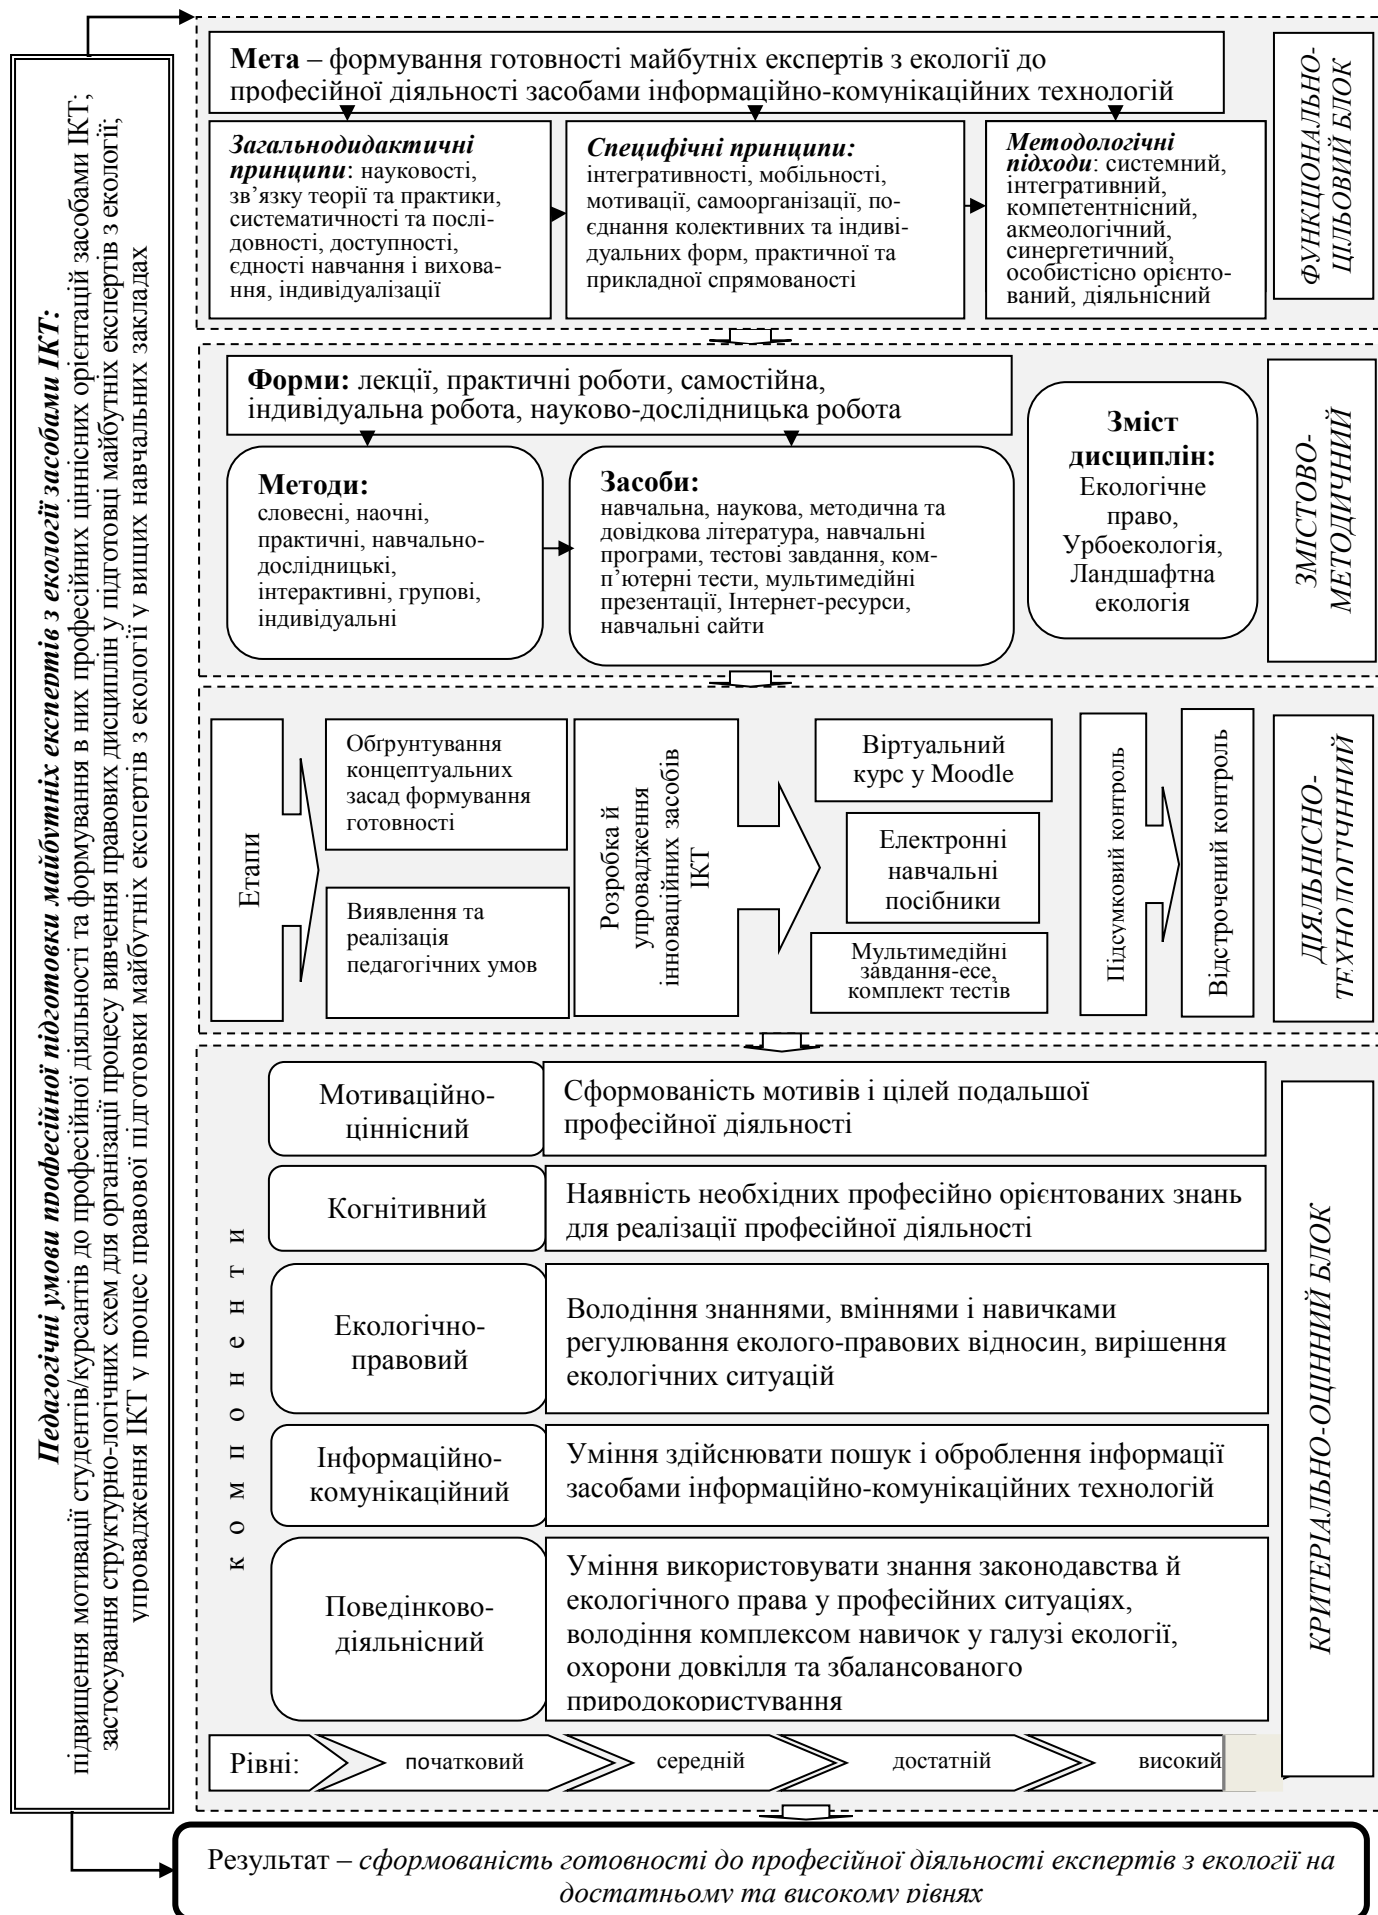 Педагогічні умови професійної підготовки майбутніх експертів з екології засобами ІКТ:
підвищення мотивації студентів/курсантів до професійної діяльності та формування в них професійних ціннісних орієнтацій засобами ІКТ;
застосування структурно-логічних схем для організації процесу вивчення правових дисциплін у підготовці майбутніх експертів з екології;
упровадження ІКТ у процес правової підготовки майбутніх експертів з екології у вищих навчальних закладах
Мета – формування готовності майбутніх експертів з екології до
професійної діяльності засобами інформаційно-комунікаційних технологій
Загальнодидактичні
принципи: науковості,
зв’язку теорії та практики,
систематичності та послі-
довності, доступності,
єдності навчання і вихова-
ння, індивідуалізації
Специфічні принципи:
інтегративності, мобільності,
мотивації, самоорганізації, по-
єднання колективних та індиві-
дуальних форм, практичної та
прикладної спрямованості
Методологічні
підходи: системний,
інтегративний,
компетентнісний,
акмеологічний,
синергетичний,
особистісно орієнто-
ваний, діяльнісний
ФУНКЦІОНАЛЬНО-
ЦІЛЬОВИЙ БЛОК
Форми: лекції, практичні роботи, самостійна,
індивідуальна робота, науково-дослідницька робота
Методи:
словесні, наочні,
практичні, навчально-
дослідницькі,
інтерактивні, групові,
індивідуальні
Засоби:
навчальна, наукова, методична та
довідкова література, навчальні
програми, тестові завдання, ком-
п’ютерні тести, мультимедійні
презентації, Інтернет-ресурси,
навчальні сайти
Зміст
дисциплін:
Екологічне
право,
Урбоекологія,
Ландшафтна
екологія
ЗМІСТОВО-
МЕТОДИЧНИЙ
Етапи
Обґрунтування
концептуальних
засад формування
готовності
Виявлення та
реалізація
педагогічних умов
Розробка й
упровадження
інноваційних засобів
ІКТ
Віртуальний
курс у Moodle
Електронні
навчальні
посібники
Мультимедійні
завдання-есе,
комплект тестів
Підсумковий контроль
Відстрочений контроль
ДІЯЛЬНІСНО-
ТЕХНОЛОГІЧННИЙ
компоненти
Мотиваційно-
ціннісний
Сформованість мотивів і цілей подальшої
професійної діяльності
Когнітивний
Наявність необхідних професійно орієнтованих знань
для реалізації професійної діяльності
Екологічно-
правовий
Володіння знаннями, вміннями і навичками
регулювання еколого-правових відносин, вирішення
екологічних ситуацій
Інформаційно-
комунікаційний
Уміння здійснювати пошук і оброблення інформації
засобами інформаційно-комунікаційних технологій
Поведінково-
діяльнісний
Уміння використовувати знання законодавства й
екологічного права у професійних ситуаціях,
володіння комплексом навичок у галузі екології,
охорони довкілля та збалансованого
природокористування
КРИТЕРІАЛЬНО-ОЦІННИЙ БЛОК
Рівні: початковий середній достатній високий
Результат – сформованість готовності до професійної діяльності експертів з екології на
достатньому та високому рівнях